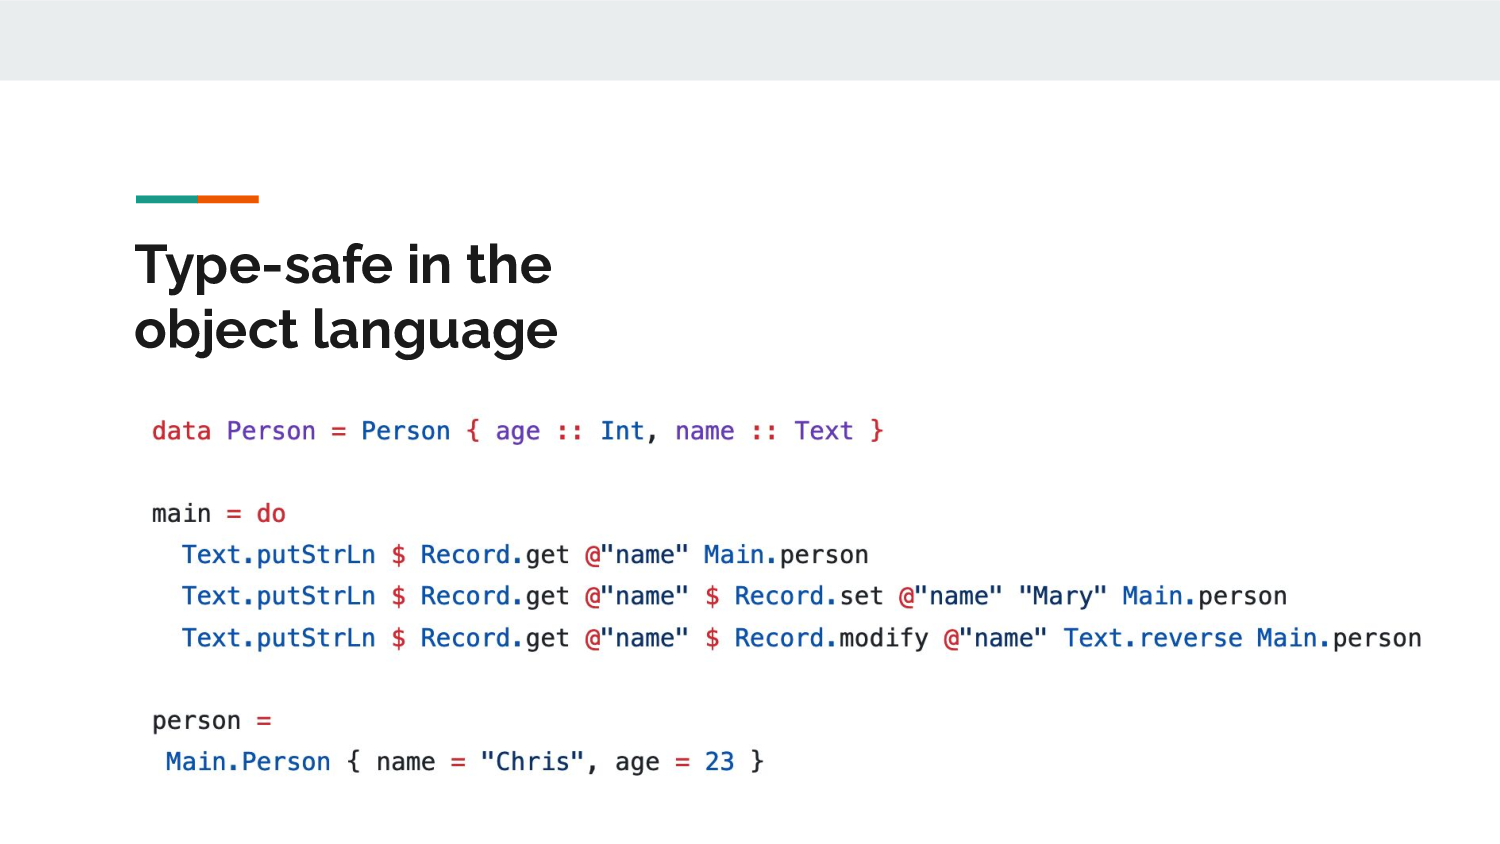 Type-safe in the
object language
data Person = Person { age :: Int, name :: Text }
main = do
  Text.putStrLn $ Record.get @"name" Main.person
  Text.putStrLn $ Record.get @"name" $ Record.set @"name" "Mary" Main.person
  Text.putStrLn $ Record.get @"name" $ Record.modify @"name" Text.reverse Main.person
person =
 Main.Person { name = "Chris", age = 23 }